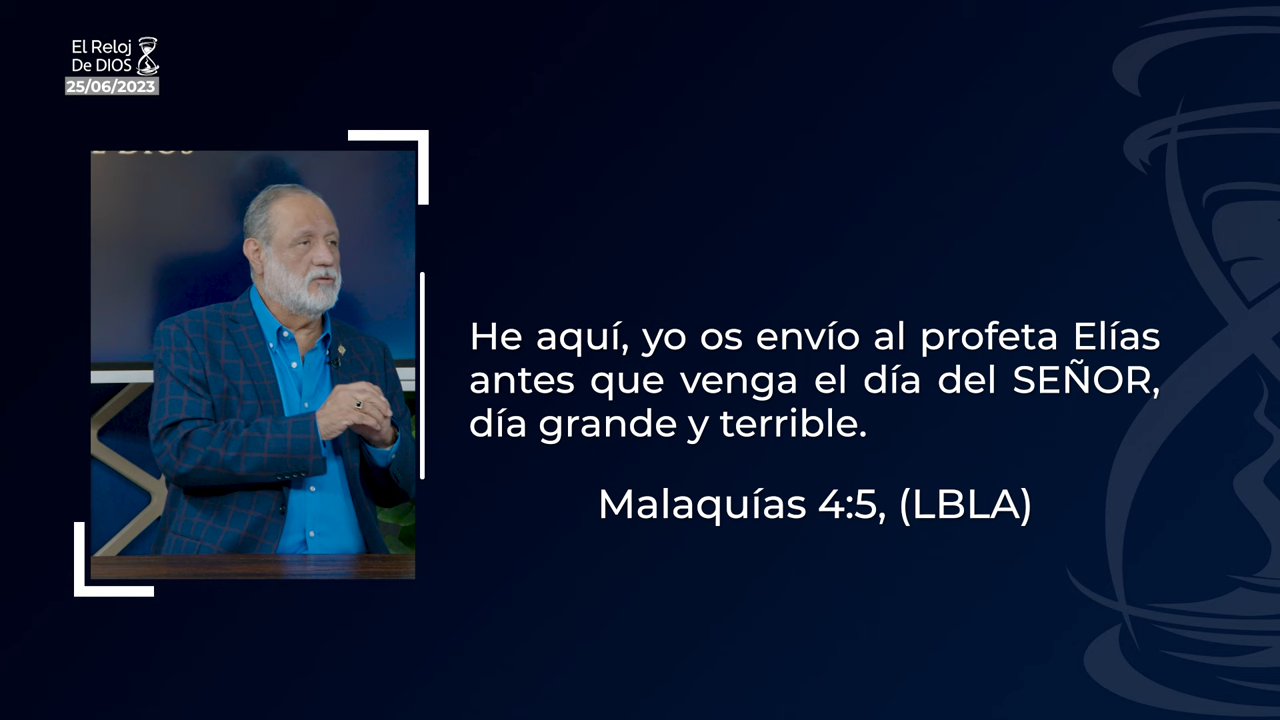 El Reloj
De DIOS
25/06/2023
He aquí, yo os envío al profeta Elías
antes que venga el día del SEÑOR,
día grande y terrible.
Malaquías 4:5, (LBLA)